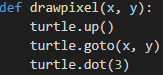 def drawpixel(x, y):
    turtle.up()
    turtle.goto(x, y)
    turtle.dot(3)